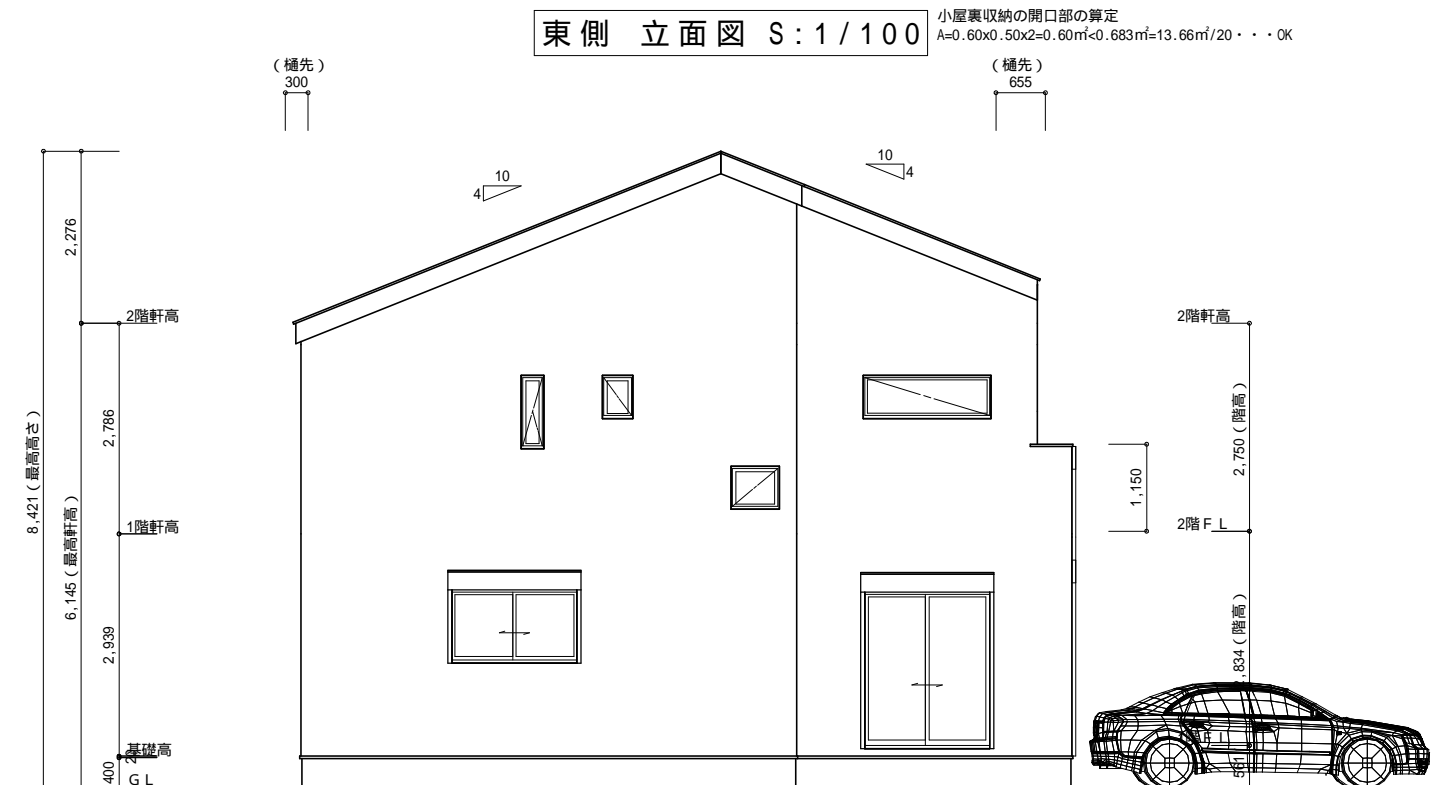 東側 立面図 S:1/100
小屋裏収納の開口部の算定
A=0.60x0.50x2=0.60㎡<0.683㎡=13.66㎡/20・・・OK
(樋先)
300
(樋先)
655
10
4
10
4
2,276
2階軒高
2階軒高
8,421(最高高さ)
6,145(最高軒高)
2,786
2,750(階高)
1,150
1階軒高
2階FL
2,939
,834(階高)
基礎高
400
GL
561